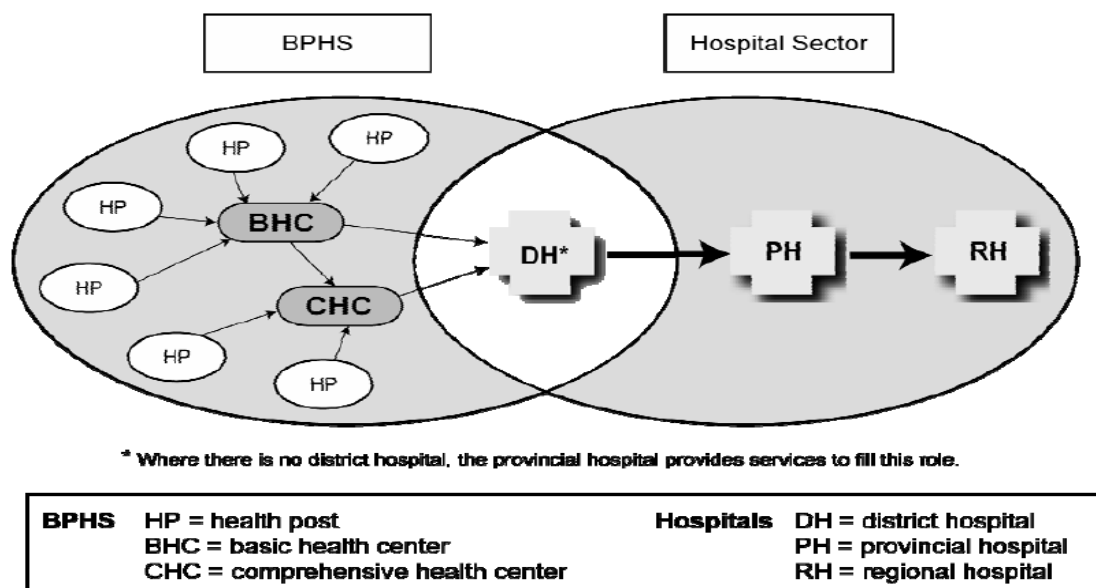 BPHS
Hospital Sector
HP
HP
HP
BHC
HP
CHC
HP
HP
DH*
PH
RH
* Where there is no district hospital, the provincial hospital provides services to fill this role.
BPHS HP = health post
BHC = basic health center
CHC = comprehensive health center
Hospitals DH = district hospital
PH = provincial hospital
RH = regional hospital